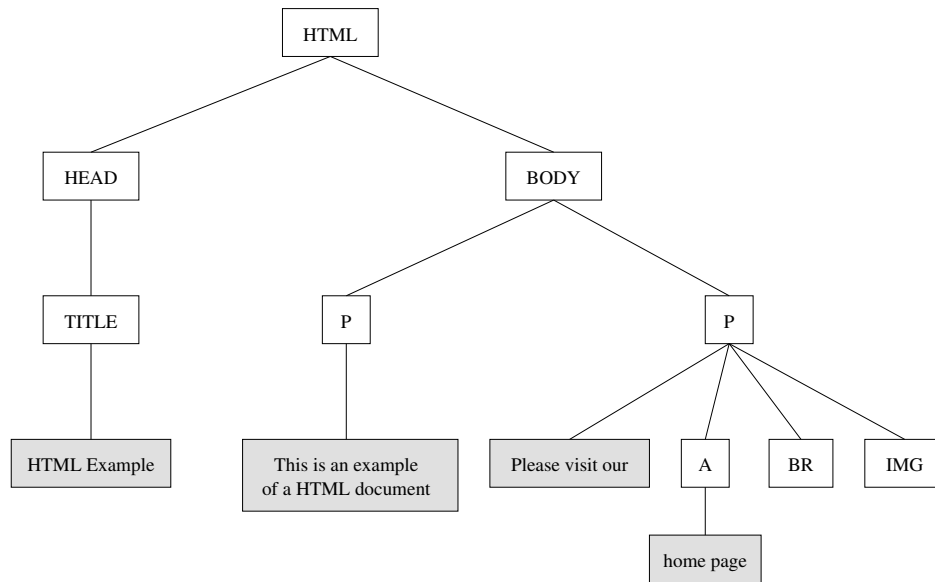 HTML
HEAD
BODY
TITLE
P
P
HTML Example
This is an example
of a HTML document
Please visit our
A
BR
IMG
home page